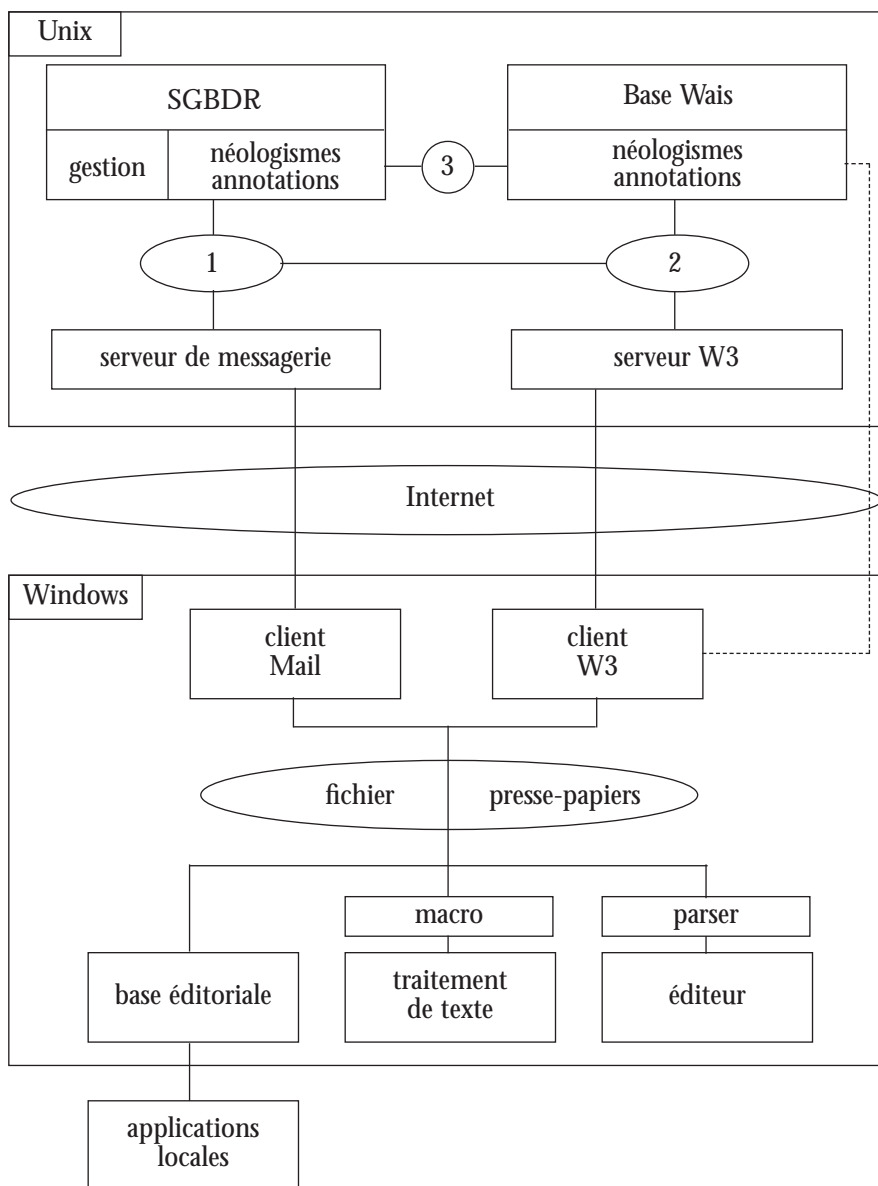 Unix
SGBDR
Base Wais
gestion
néologismes
annotations
3
néologismes
annotations
1
2
serveur de messagerie
serveur W3
Internet
Windows
client
Mail
client
W3
fichier
presse-papiers
macro
parser
base éditoriale
traitement
de texte
éditeur
applications
locales